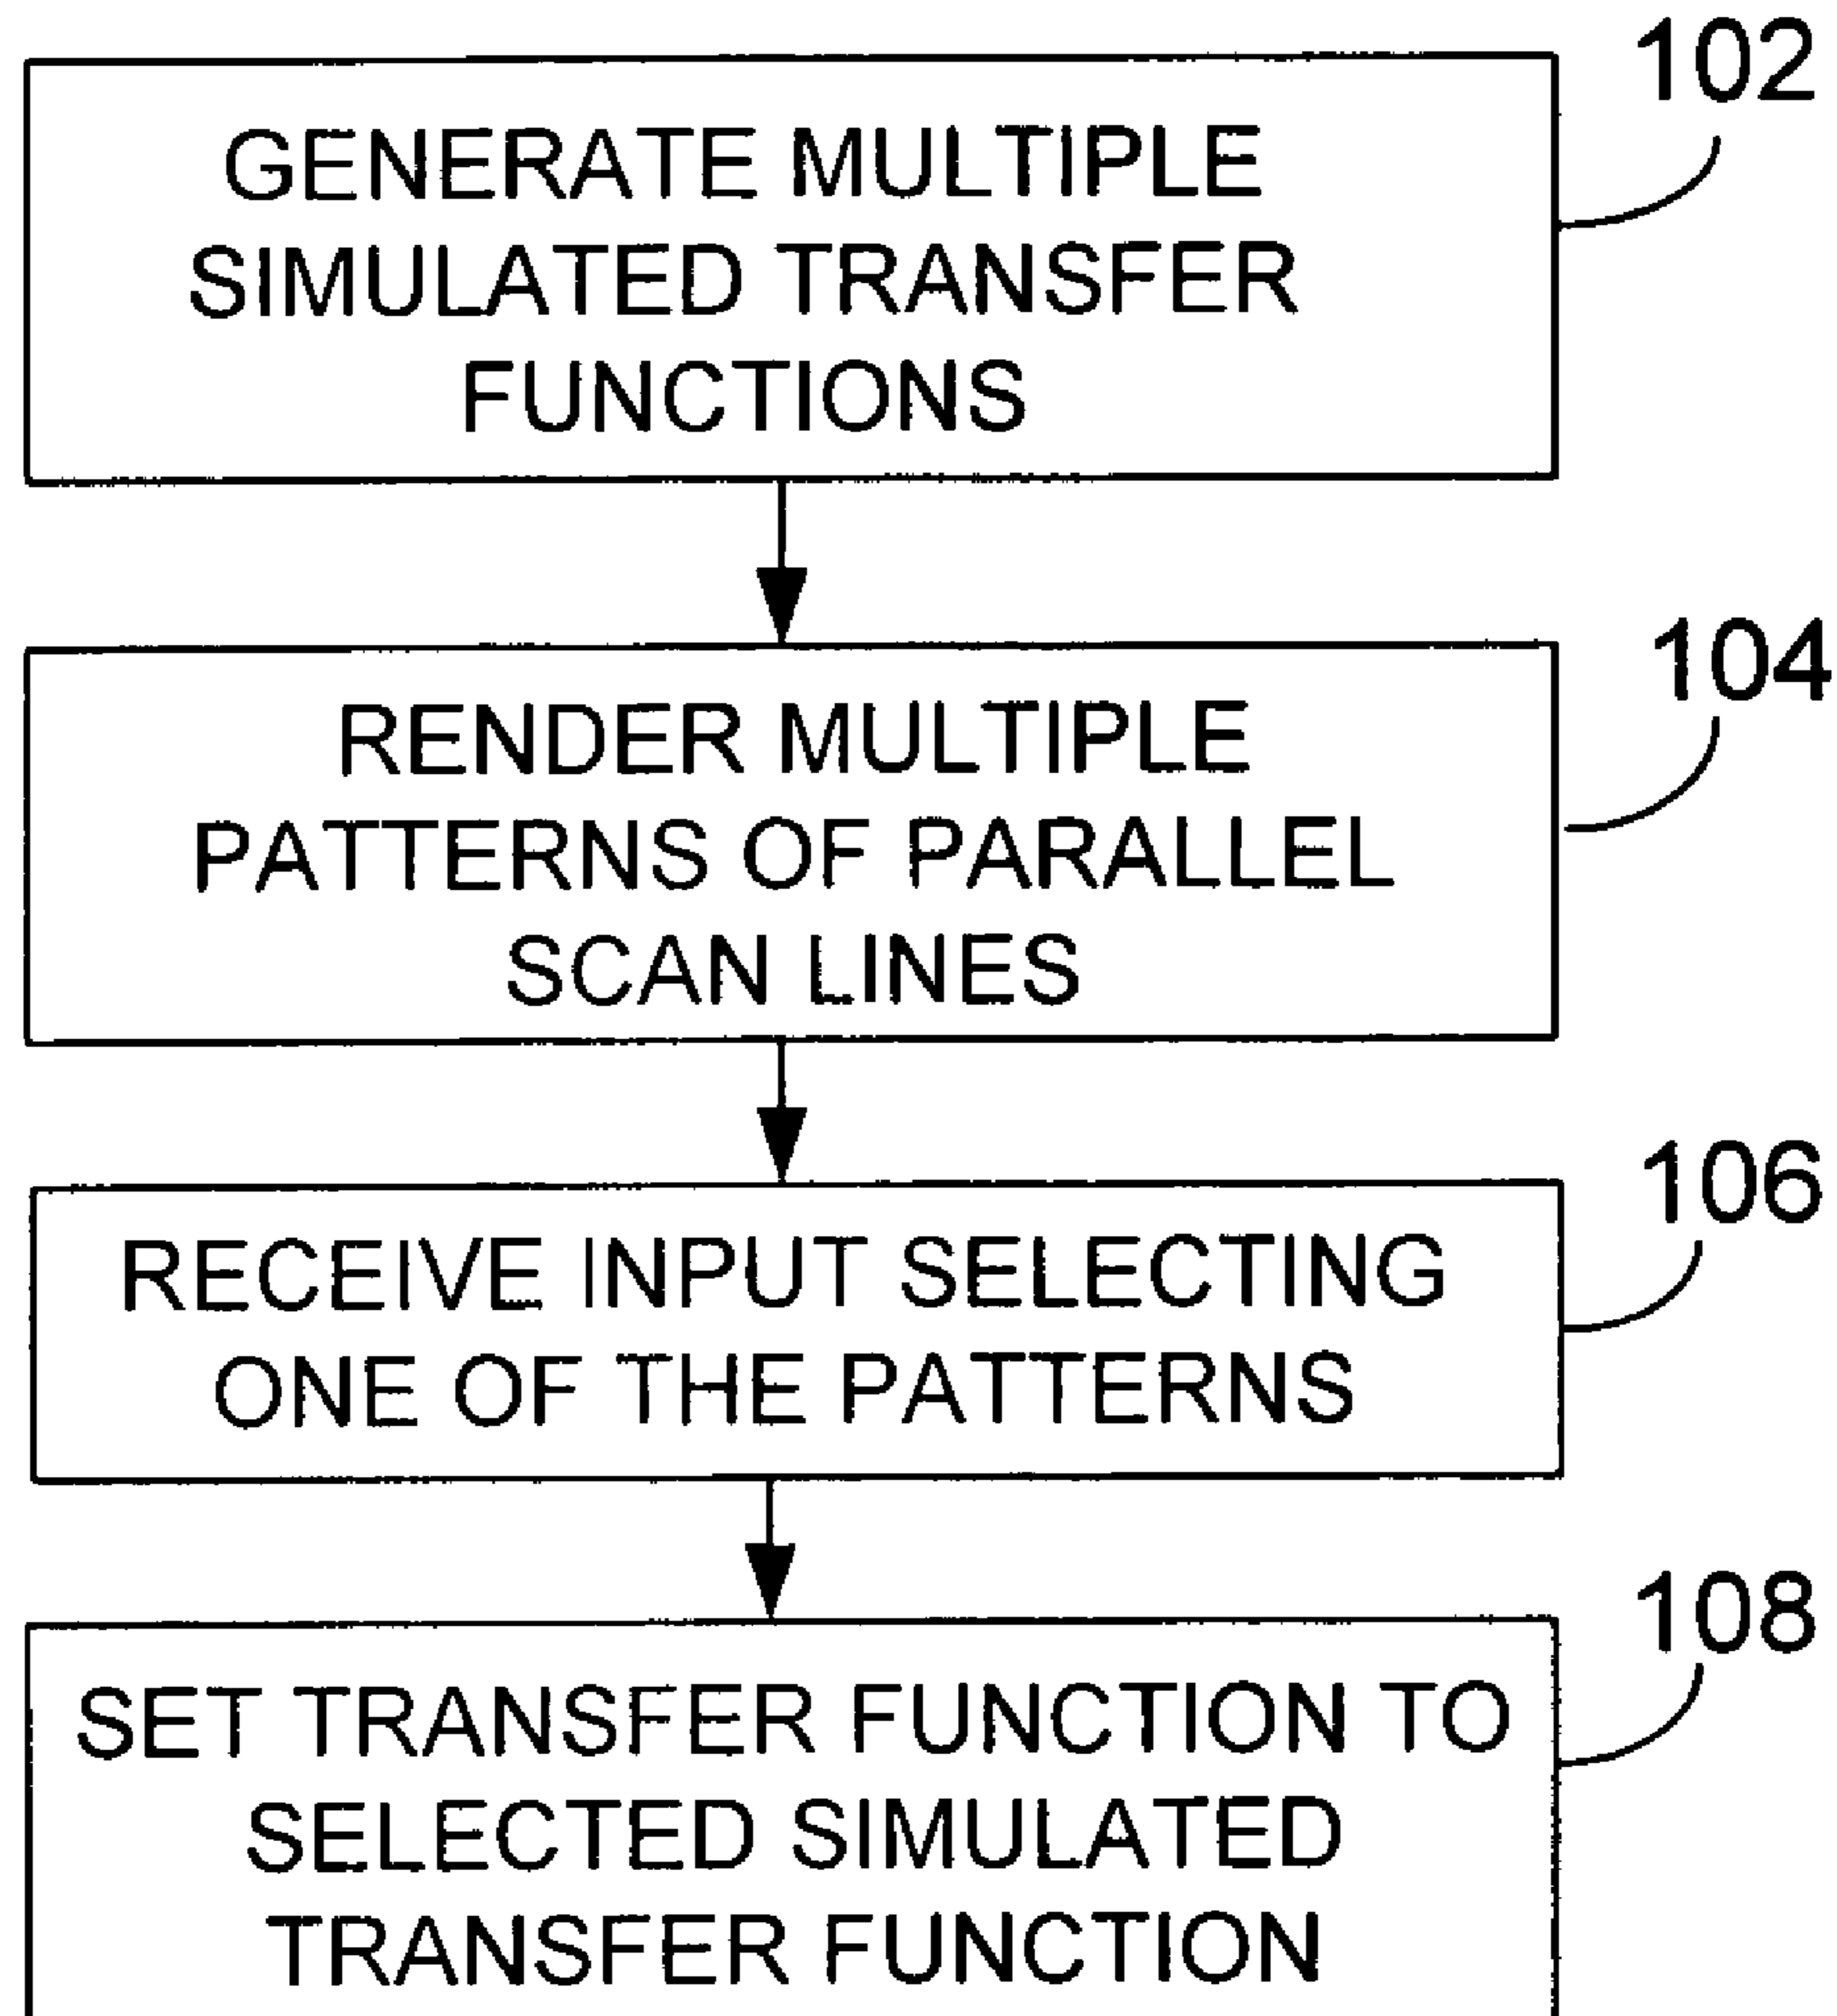 102
GENERATE MULTIPLE
SIMULATED TRANSFER
FUNCTIONS
104
RENDER MULTIPLE
PATTERNS OF PARALLEL
SCAN LINES
106
RECEIVE INPUT SELECTING
ONE OF THE PATTERNS
108
SET TRANSFER FUNCTION TO
SELECTED SIMULATED
TRANSFER FUNCTION